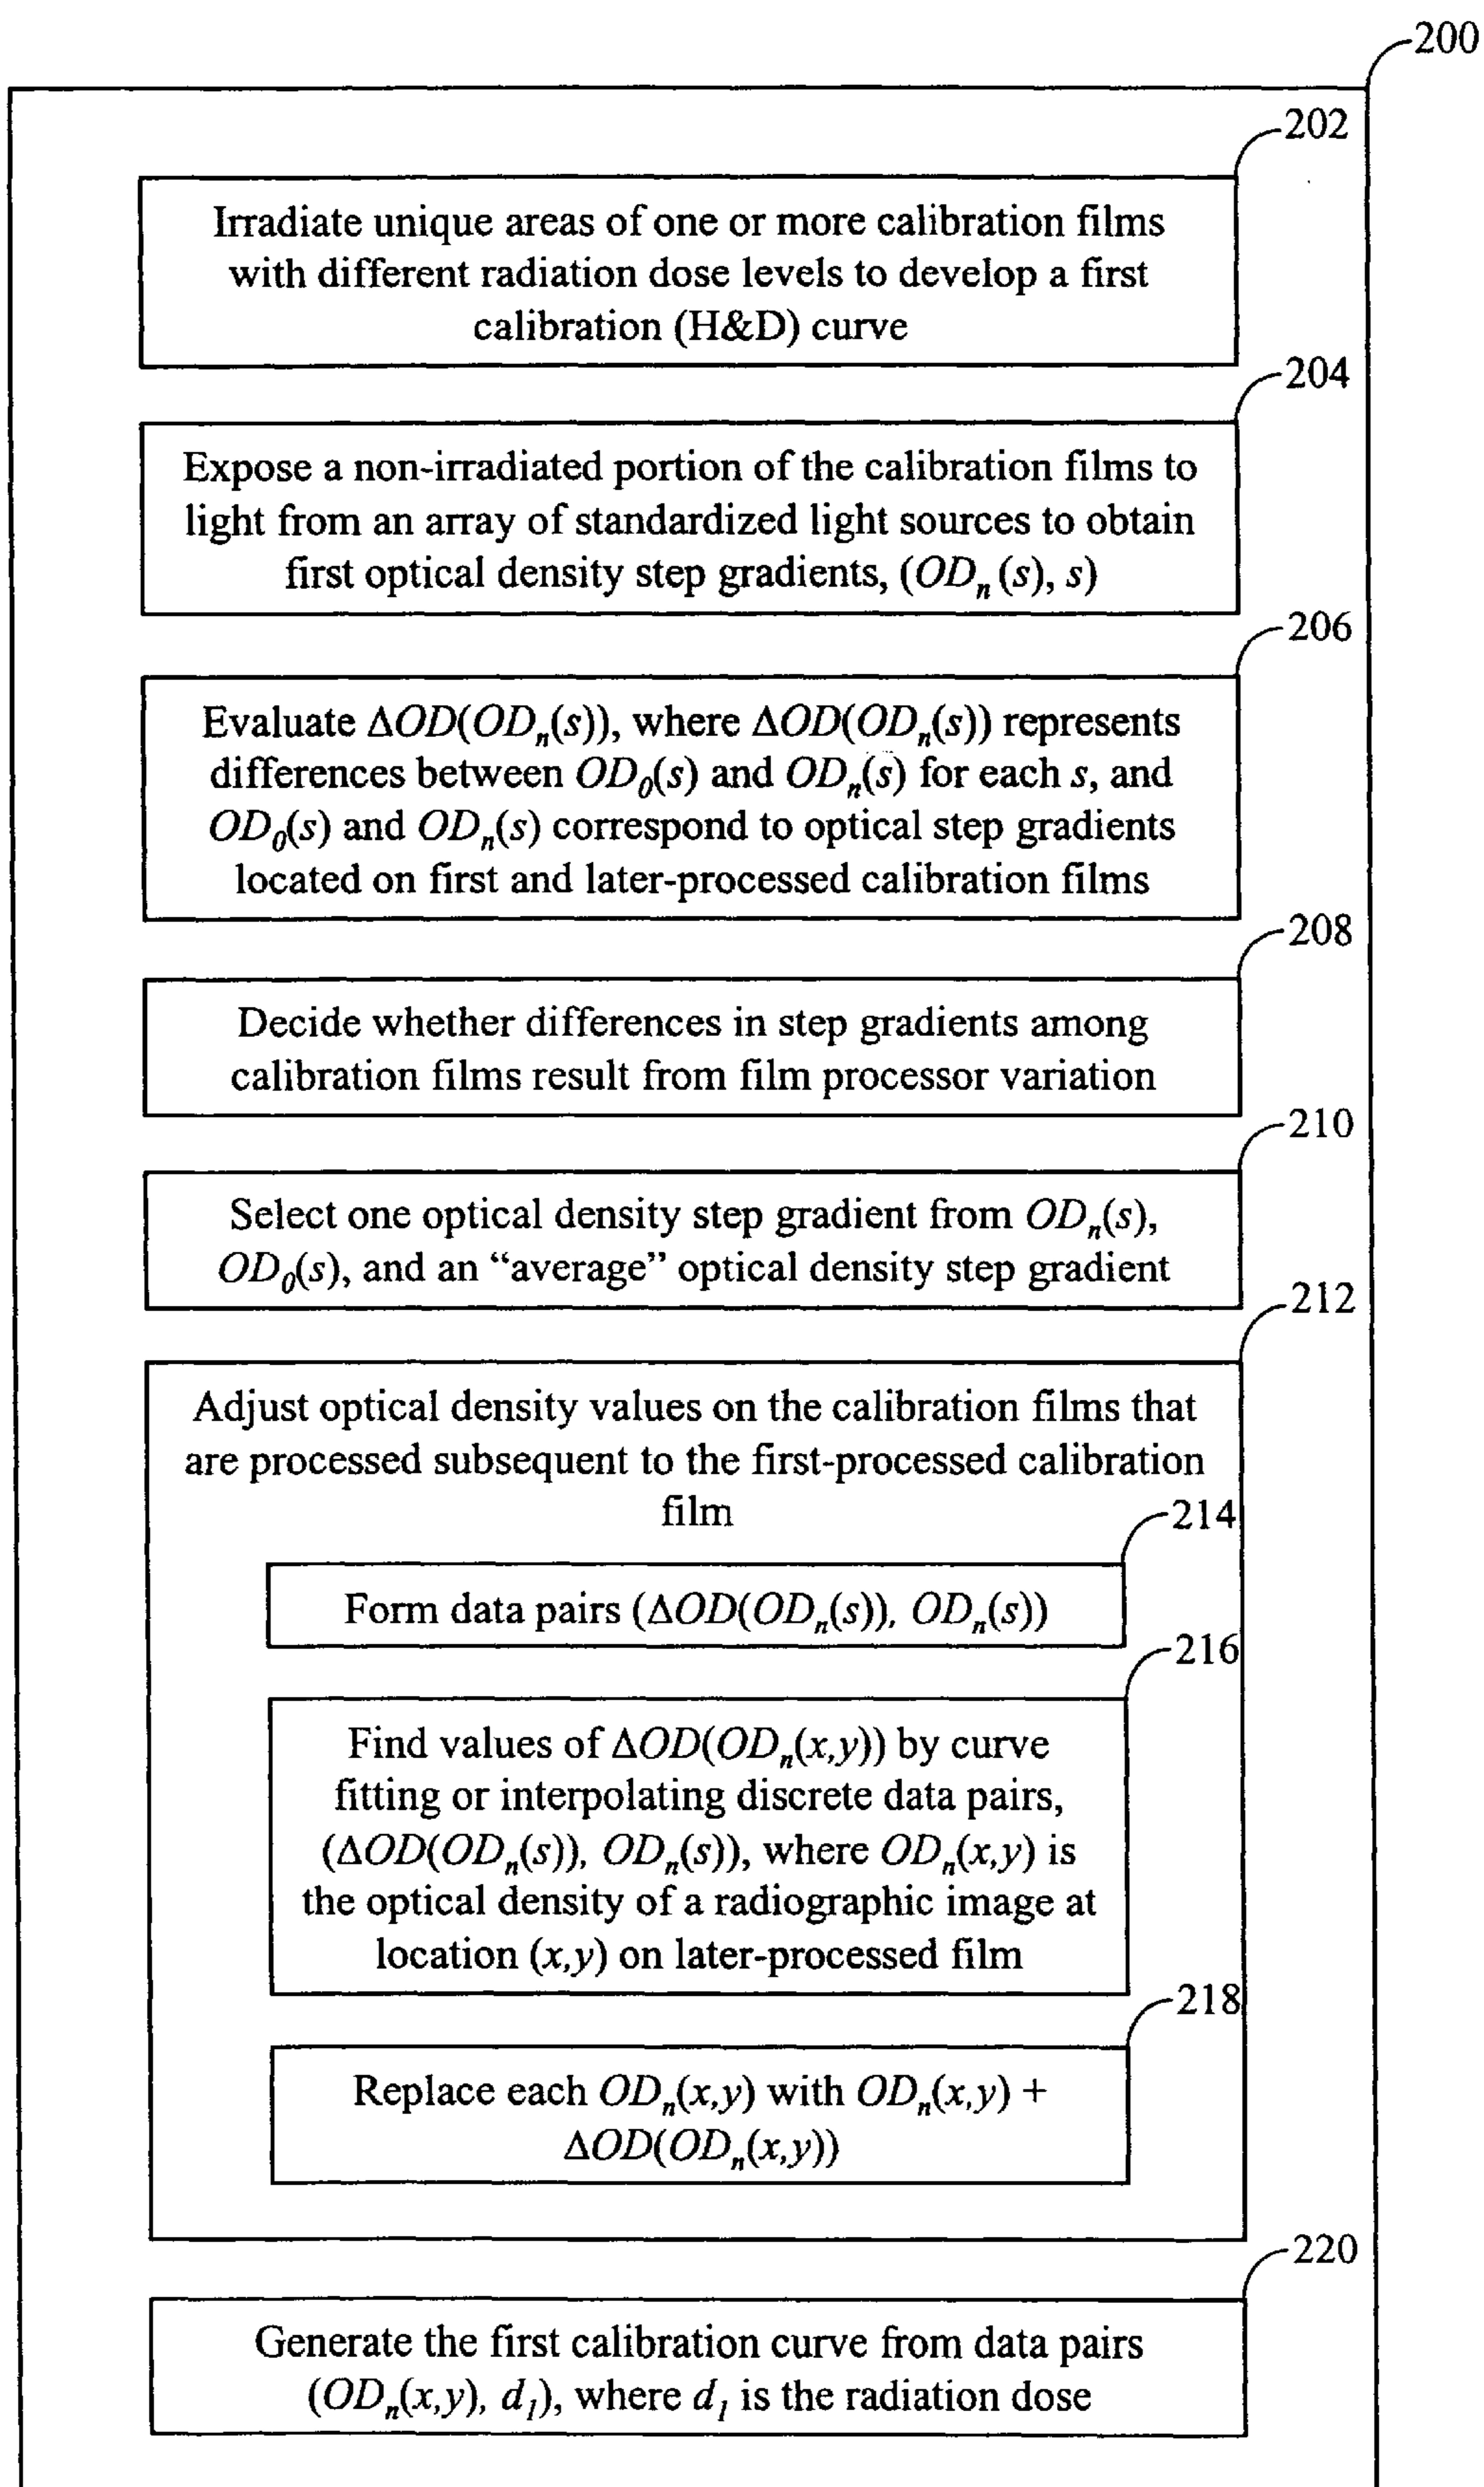 200
202
Irradiate unique areas of one or more calibration films
with different radiation dose levels to develop a first
calibration (H&D) curve
204
Expose a non-irradiated portion of the calibration films to
light from an array of standardized light sources to obtain
first optical density step gradients, (ODn (s), s)
206
Evaluate ΔOD(ODn(s)), where ΔOD(ODn(s)) represents
differences between OD0(s) and ODn(s) for each s, and
OD0(s) and ODn(s) correspond to optical step gradients
located on first and later-processed calibration films
208
Decide whether differences in step gradients among
calibration films result from film processor variation
210
Select one optical density step gradient from ODn(s),
OD0(s), and an “average” optical density step gradient
212
Adjust optical density values on the calibration films that
are processed subsequent to the first-processed calibration
film
214
Form data pairs (ΔOD(ODn(s)), ODn(s))
216
Find values of ΔOD(ODn(x,y)) by curve
fitting or interpolating discrete data pairs,
(ΔOD(ODn(s)), ODn(s)), where ODn(x,y) is
the optical density of a radiographic image at
location (x,y) on later-processed film
218
Replace each ODn(x,y) with ODn(x,y) +
ΔOD(ODn(x,y))
220
Generate the first calibration curve from data pairs
(ODn(x,y), d1), where d1 is the radiation dose